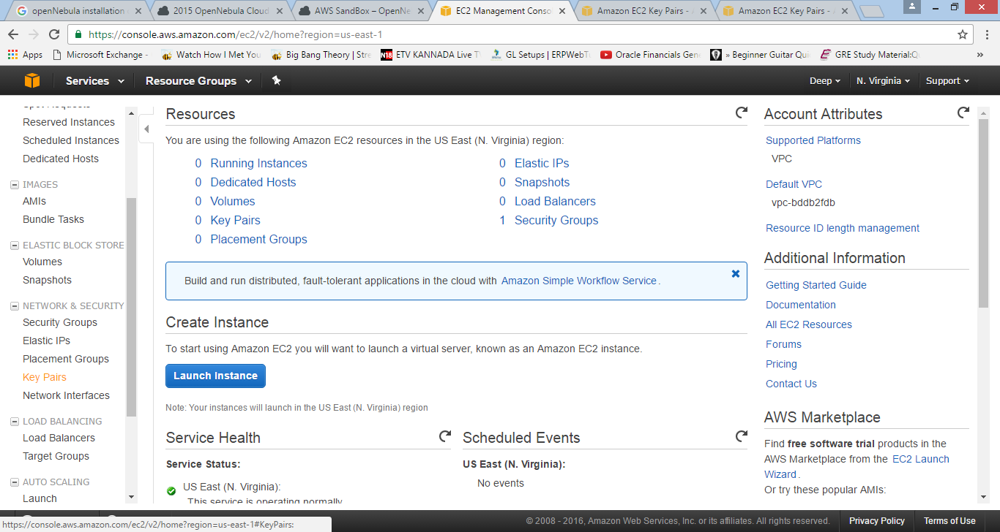 openNebula installation
2015 OpenNebula Cloud
AWS SandBox – OpenNe
EC2 Management Conso
Amazon EC2 Key Pairs -
Amazon EC2 Key Pairs -
https://console.aws.amazon.com/ec2/v2/home?region=us-east-1
Apps
Microsoft Exchange -
Watch How I Met You
Big Bang Theory | Stre
N18
ETV KANNADA Live T
GL Setups | ERPWebT
Oracle Financials Gen
» Beginner Guitar Qu
GRE Study Material:Q
»
Services
Resource Groups
Deep
N. Virginia
Support
Spot Requests
Reserved Instances
Scheduled Instances
Dedicated Hosts
IMAGES
AMIs
Bundle Tasks
ELASTIC BLOCK STORE
Volumes
Snapshots
NETWORK & SECURITY
Security Groups
Elastic IPs
Placement Groups
Key Pairs
Network Interfaces
LOAD BALANCING
Load Balancers
Target Groups
AUTO SCALING
Launch
Resources
You are using the following Amazon EC2 resources in the US East (N. Virginia) region:
0 Running Instances
0 Elastic IPs
0 Dedicated Hosts
0 Snapshots
0 Volumes
0 Load Balancers
0 Key Pairs
1 Security Groups
0 Placement Groups
Build and run distributed, fault-tolerant applications in the cloud with Amazon Simple Workflow Service.
Create Instance
To start using Amazon EC2 you will want to launch a virtual server, known as an Amazon EC2 instance.
Launch Instance
Note: Your instances will launch in the US East (N. Virginia) region
Service Health
Service Status:
US East (N. Virginia):
This service is operating normally
Scheduled Events
US East (N. Virginia):
No events
Account Attributes
Supported Platforms
VPC
Default VPC
vpc-bddb2fdb
Resource ID length management
Additional Information
Getting Started Guide
Documentation
All EC2 Resources
Forums
Pricing
Contact Us
AWS Marketplace
Find free software trial products in the
AWS Marketplace from the EC2 Launch
Wizard.
Or try these popular AMIs:
https://console.aws.amazon.com/ec2/v2/home?region=us-east-1#KeyPairs:
© 2008 - 2016, Amazon Web Services, Inc. or its affiliates. All rights reserved.
Privacy Policy
Terms of Use